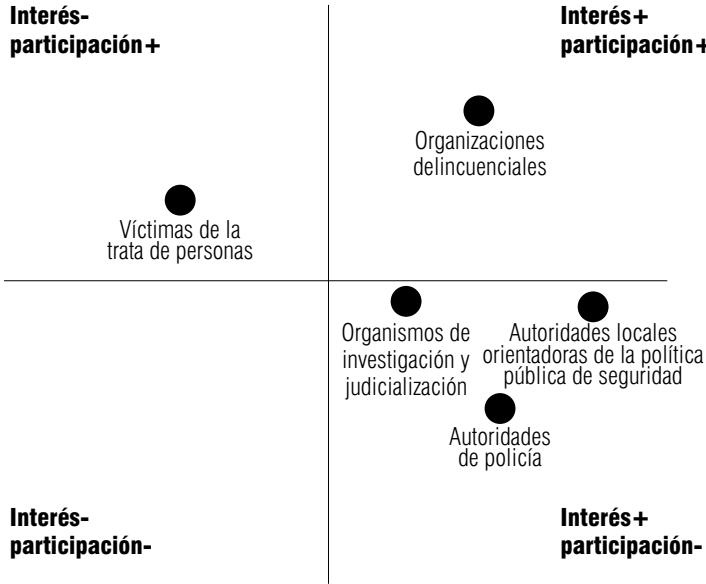 Interés-
participación+
Interés+
participación+
Organizaciones
delincuenciales
Víctimas de la
trata de personas
Organismos de
investigación y
judicialización
Autoridades locales
orientadoras de la política
pública de seguridad
Autoridades
de policía
Interés-
participación-
Interés+
participación-